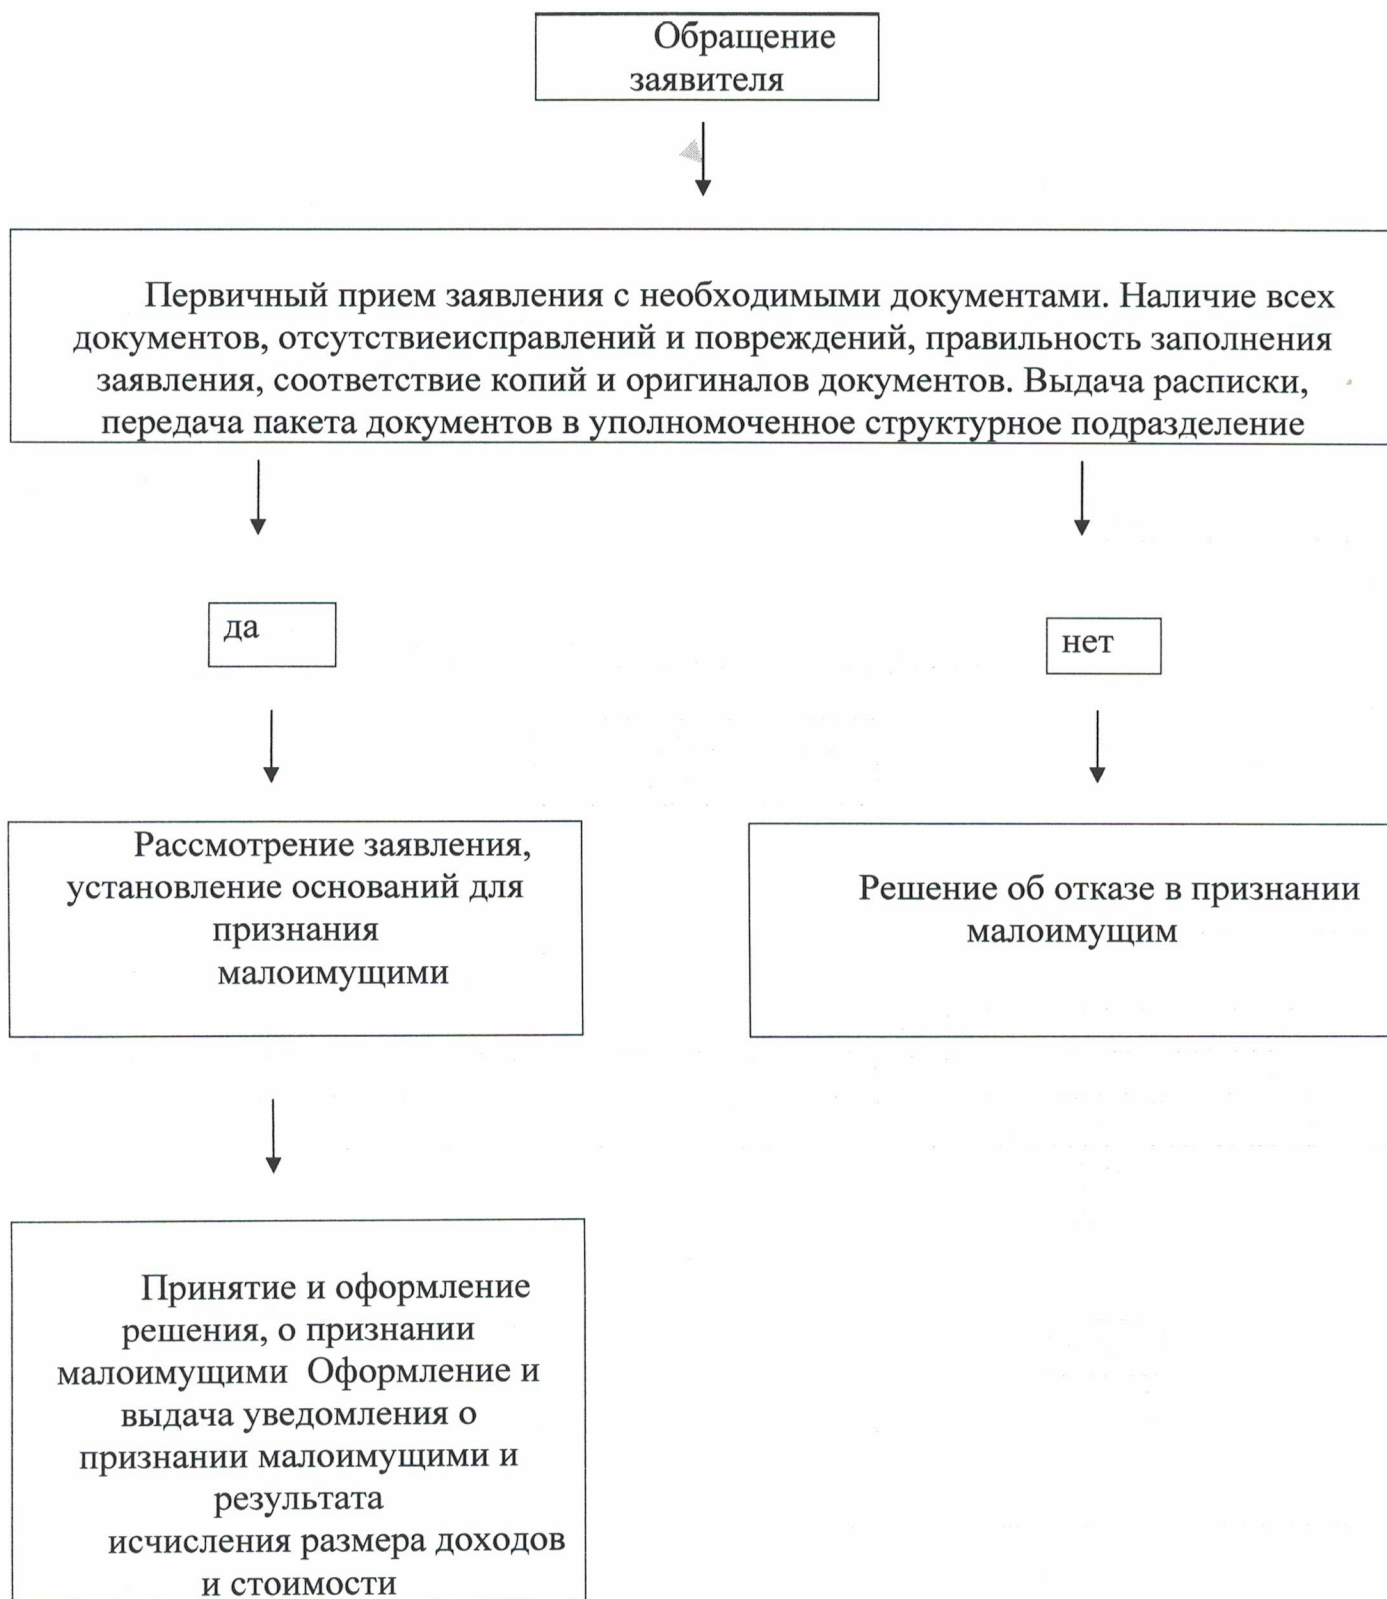 Обращение
заявителя
Первичный прием заявления с необходимыми документами. Наличие всех
документов, отсутствиеисправлений и повреждений, правильность заполнения
заявления, соответствие копий и оригиналов документов. Выдача расписки,
передача пакета документов в уполномоченное структурное подразделение
да
нет
Рассмотрение заявления,
установление оснований для
признания
малоимущими
Решение об отказе в признании
малоимущим
Принятие и оформление
решения, о признании
малоимущими  Оформление и
выдача уведомления о
признании малоимущими и
результата
исчисления размера доходов
и стоимости